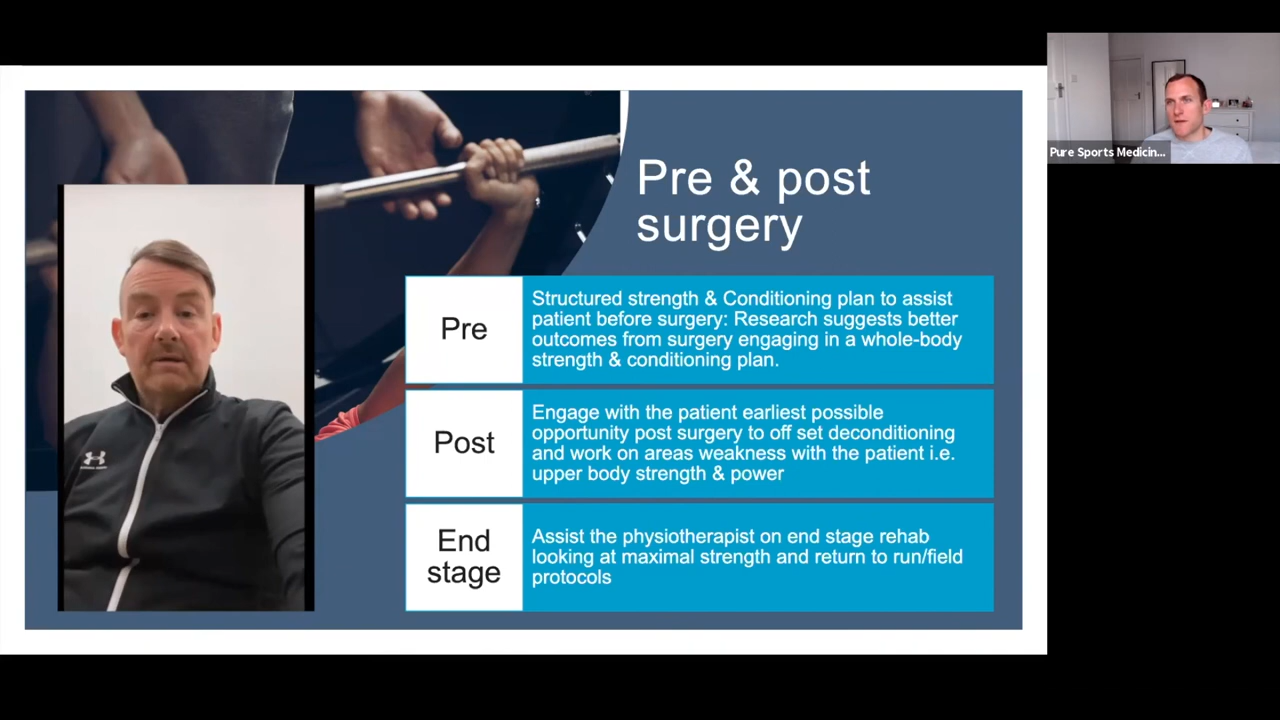 Pre & post
surgery
Pre
Structured strength & Conditioning plan to assist
patient before surgery: Research suggests better
outcomes from surgery engaging in a whole-body
strength & conditioning plan.
Post
Engage with the patient earliest possible
opportunity post surgery to off set deconditioning
and work on areas weakness with the patient i.e.
upper body strength & power
End
stage
Assist the physiotherapist on end stage rehab
looking at maximal strength and return to run/field
protocols
Pure Sports Medicin...